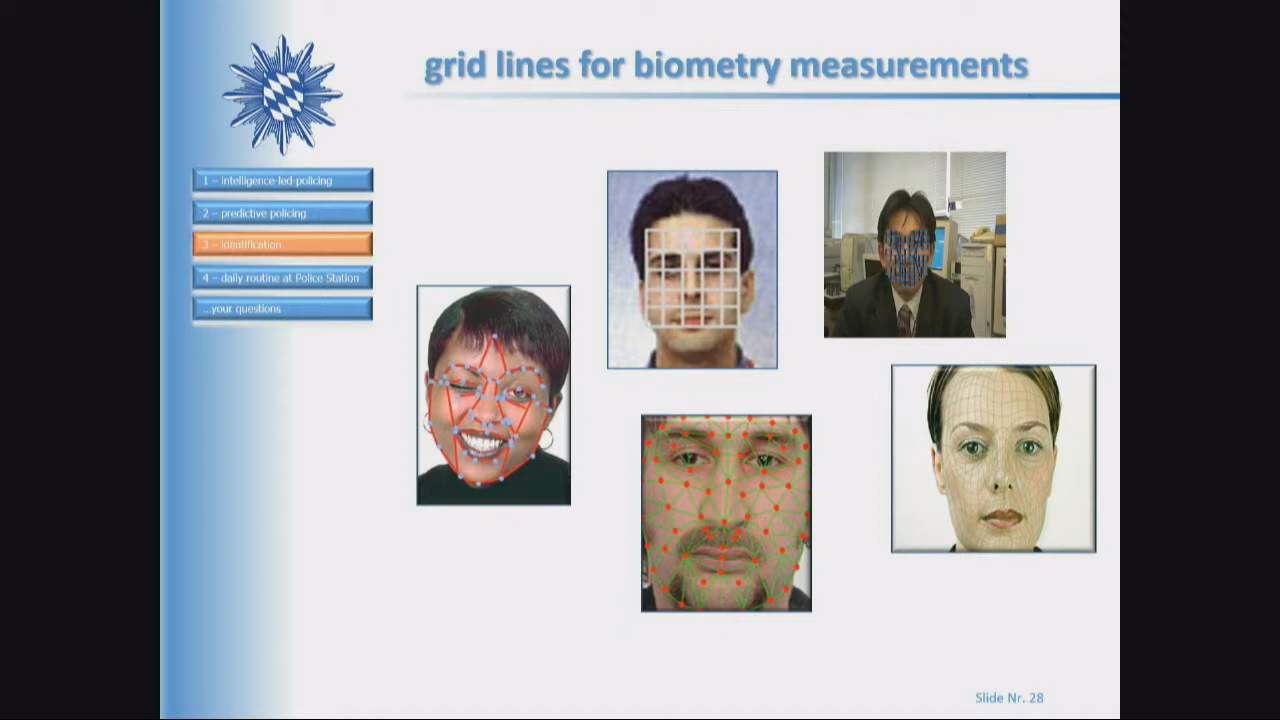 grid lines for biometry measurements
1 – intelligence-led policing
2 – predictive policing
3 – identification
4 – daily routine at Police Station
...your questions
Slide Nr. 28